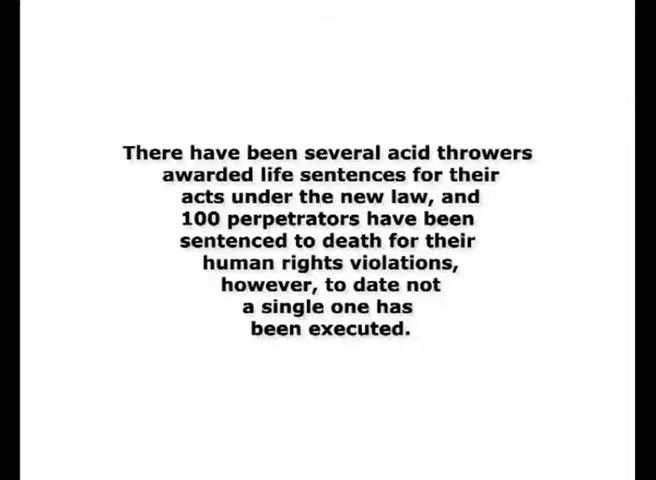 There have been several acid throwers
awarded life sentences for their
acts under the new law, and
100 perpetrators have been
sentenced to death for their
human rights violations,
however, to date not
a single one has
been executed.